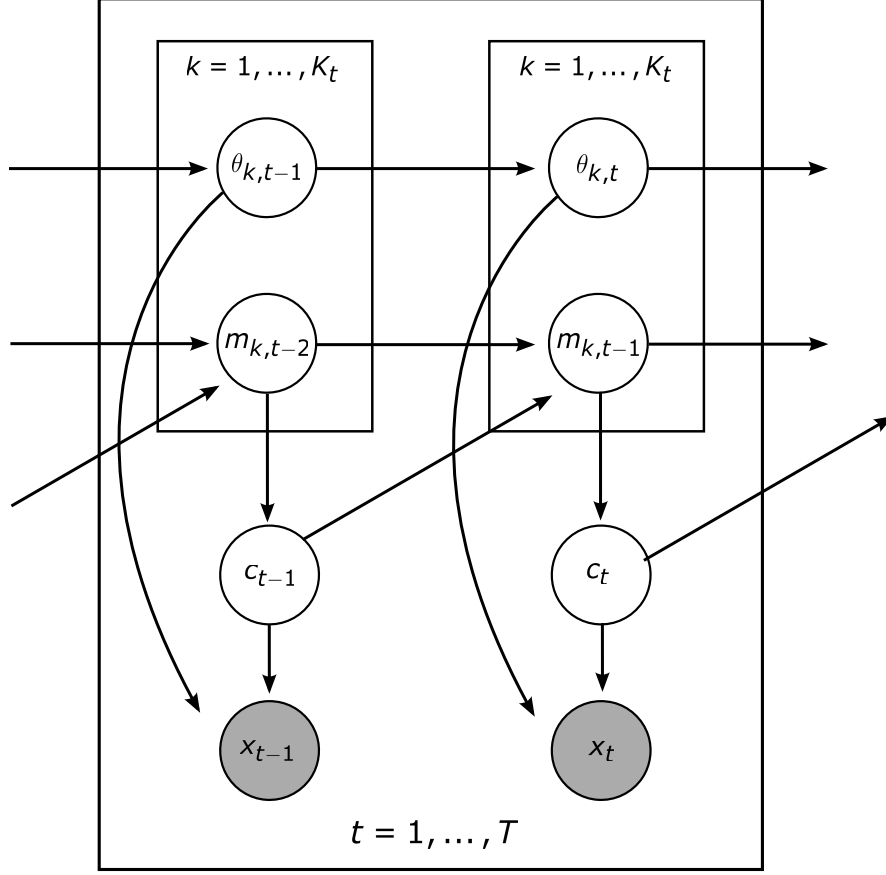 k = 1, ..., K_t
k = 1, ..., K_t
θ_{k,t−1}
θ_{k,t}
m_{k,t−2}
m_{k,t−1}
c_{t−1}
c_t
x_{t−1}
x_t
t = 1, ..., T